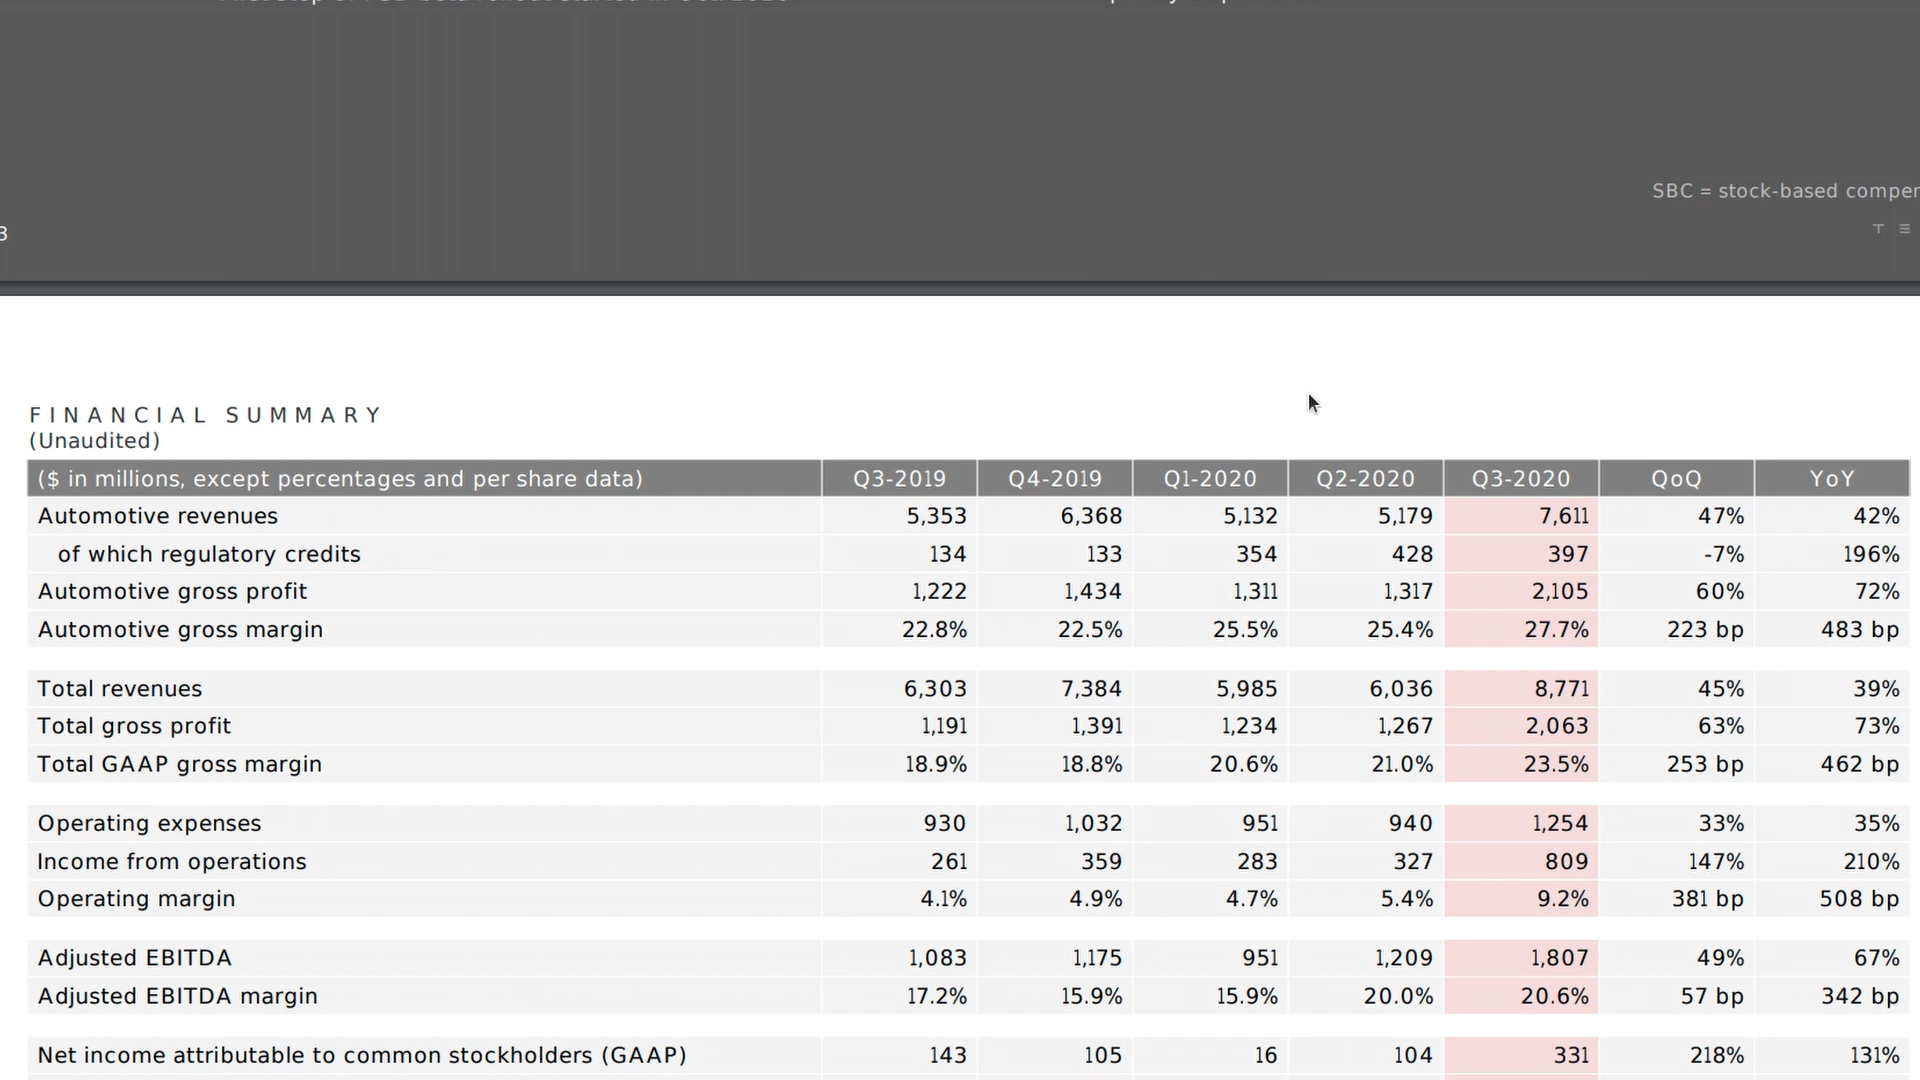 SBC = stock-based
3
FINANCIAL SUMMARY
(Unaudited)
($ in millions, except percentages and per share data) Q3-2019 Q4-2019 Q1-2020 Q2-2020 Q3-2020 QoQ YoY
Automotive revenues 5,353 6,368 5,132 5,179 7,611 47% 42%
of which regulatory credits 134 133 354 428 397 -7% 196%
Automotive gross profit 1,222 1,434 1,311 1,317 2,105 60% 72%
Automotive gross margin 22.8% 22.5% 25.5% 25.4% 27.7% 223 bp 483 bp
Total revenues 6,303 7,384 5,985 6,036 8,771 45% 39%
Total gross profit 1,191 1,391 1,234 1,267 2,063 63% 73%
Total GAAP gross margin 18.9% 18.8% 20.6% 21.0% 23.5% 253 bp 462 bp
Operating expenses 930 1,032 951 940 1,254 33% 35%
Income from operations 261 359 283 327 809 147% 210%
Operating margin 4.1% 4.9% 4.7% 5.4% 9.2% 381 bp 508 bp
Adjusted EBITDA 1,083 1,175 951 1,209 1,807 49% 67%
Adjusted EBITDA margin 17.2% 15.9% 15.9% 20.0% 20.6% 57 bp 342 bp
Net income attributable to common stockholders (GAAP) 143 105 16 104 331 218% 131%